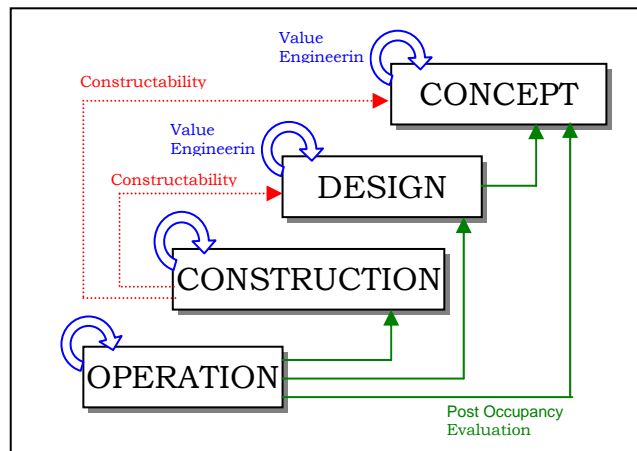 Value
Engineerin
Constructability
CONCEPT
Value
Engineerin
Constructability
DESIGN
CONSTRUCTION
OPERATION
Post Occupancy
Evaluation